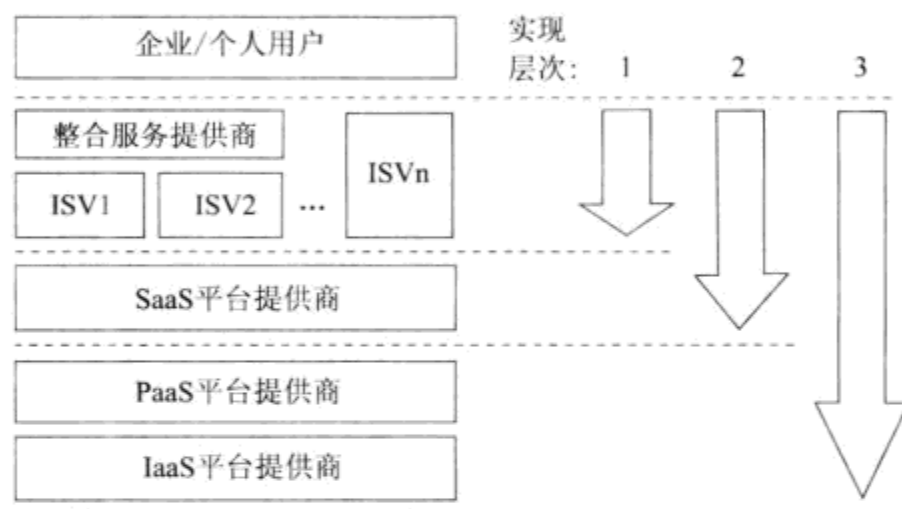 企业/个人用户
实现
层次: 1 2 3
整合服务提供商
ISVn
ISV1 ISV2 ...
SaaS平台提供商
PaaS平台提供商
IaaS平台提供商